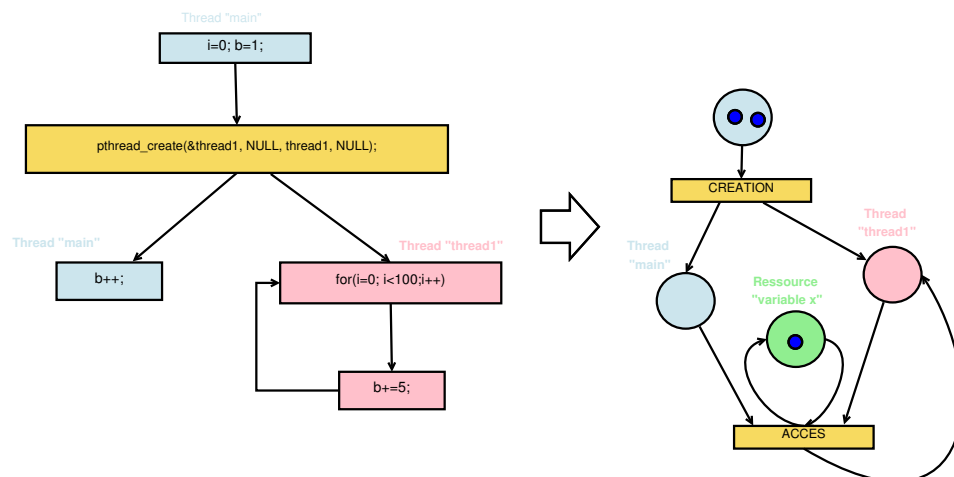 Thread "main"
i=0; b=1;
pthread_create(&thread1, NULL, thread1, NULL);
Thread "main"
b++;
Thread "thread1"
for(i=0; i<100;i++)
b+=5;
CREATION
Thread
"main"
Thread
"thread1"
Ressource
"variable x"
ACCES